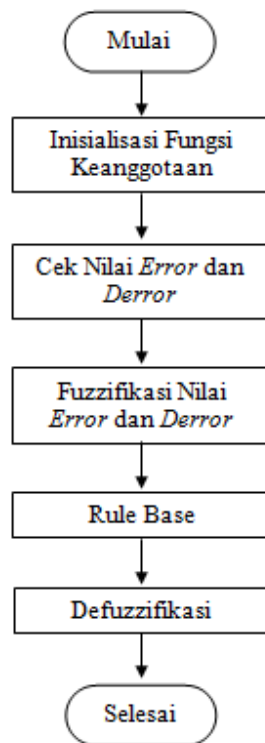 Mulai
Inisialisasi Fungsi
Keanggotaan
Cek Nilai Error dan
Derror
Fuzzifikasi Nilai
Error dan Derror
Rule Base
Defuzzifikasi
Selesai